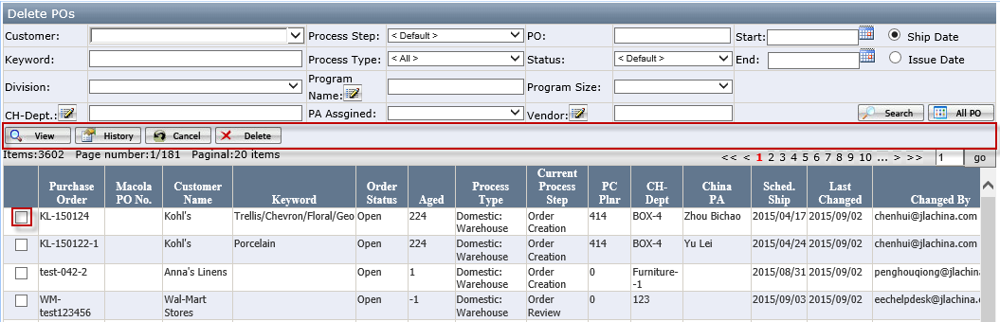 Delete POs
Customer: Process Step: < Default > PO: Start: Ship Date
Keyword: Process Type: < All > Status: < Default > End: Issue Date
Division: Program Name: Program Size:
CH-Dept.: PA Assgined: Vendor: Search All PO
View History Cancel Delete
Items:3602 Page number:1/181 Paginal:20 items << < 1 2 3 4 5 6 7 8 9 10 ... > >> 1 go
Purchase Order Macola PO No. Customer Name Keyword Order Status Aged Process Type Current Process Step PC Plnr CH-Dept China PA Sched. Ship Last Changed Changed By
KL-150124 Kohl's Trellis/Chevron/Floral/Geo Open 224 Domestic: Warehouse Order Creation 414 BOX-4 Zhou Bichao 2015/04/17 2015/09/02 chenhui@jlachina.com
KL-150122-1 Kohl's Porcelain Open 224 Domestic: Warehouse Order Creation 414 BOX-4 Yu Lei 2015/04/24 2015/09/02 chenhui@jlachina.com
test-042-2 Anna's Linens Open 1 Domestic: Warehouse Order Creation 0 Furniture--1 2015/08/31 2015/09/02 penghouqiong@jlachina
WM-test123456 Wal-Mart Stores Open -1 Domestic: Warehouse Order Review 0 123 2015/09/03 2015/09/02 eechelpdesk@jlachina.c